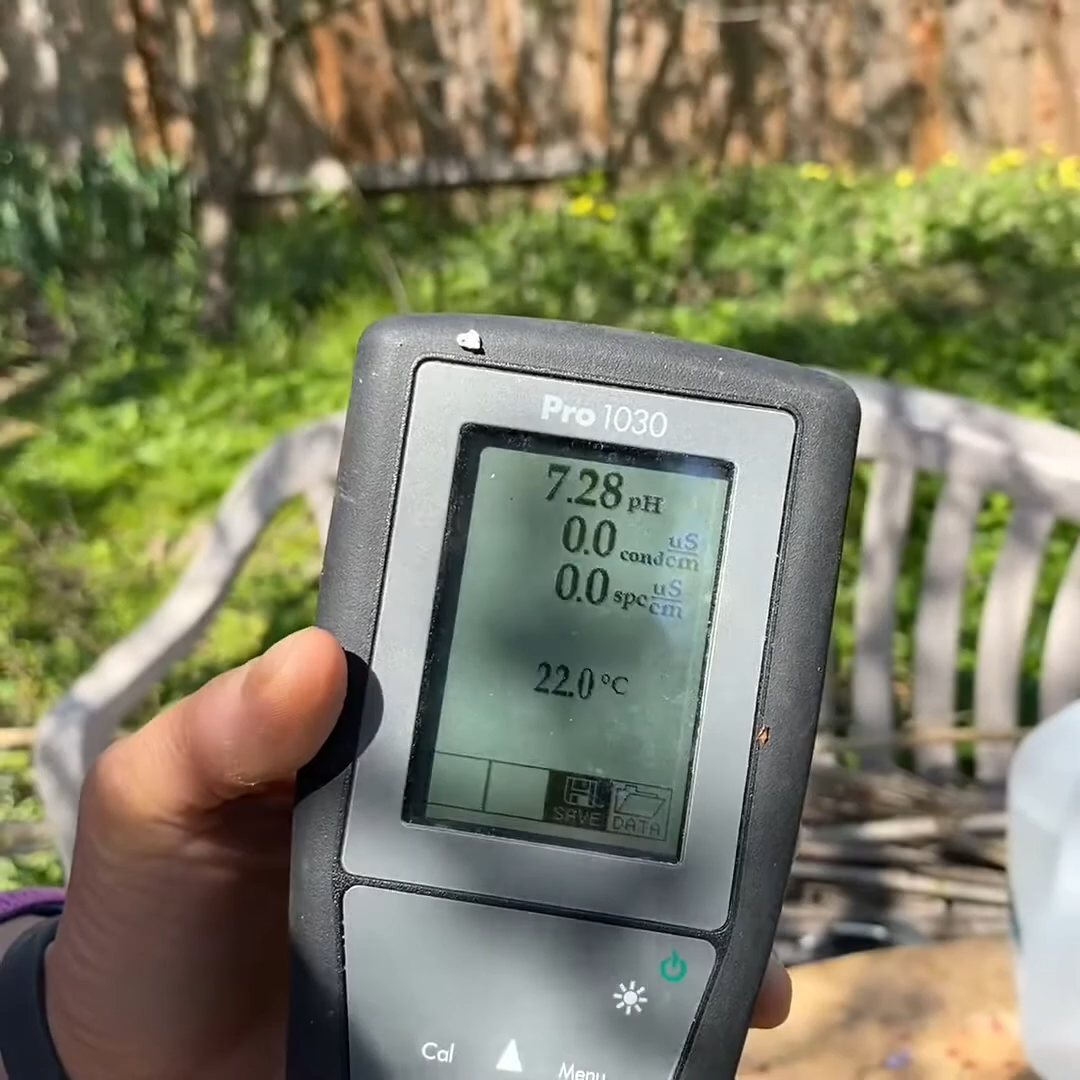 Pro 1030
7.28 pH
0.0 cond uS/cm
0.0 spc uS/cm
22.0 °C
SAVE DATA
Cal Menu